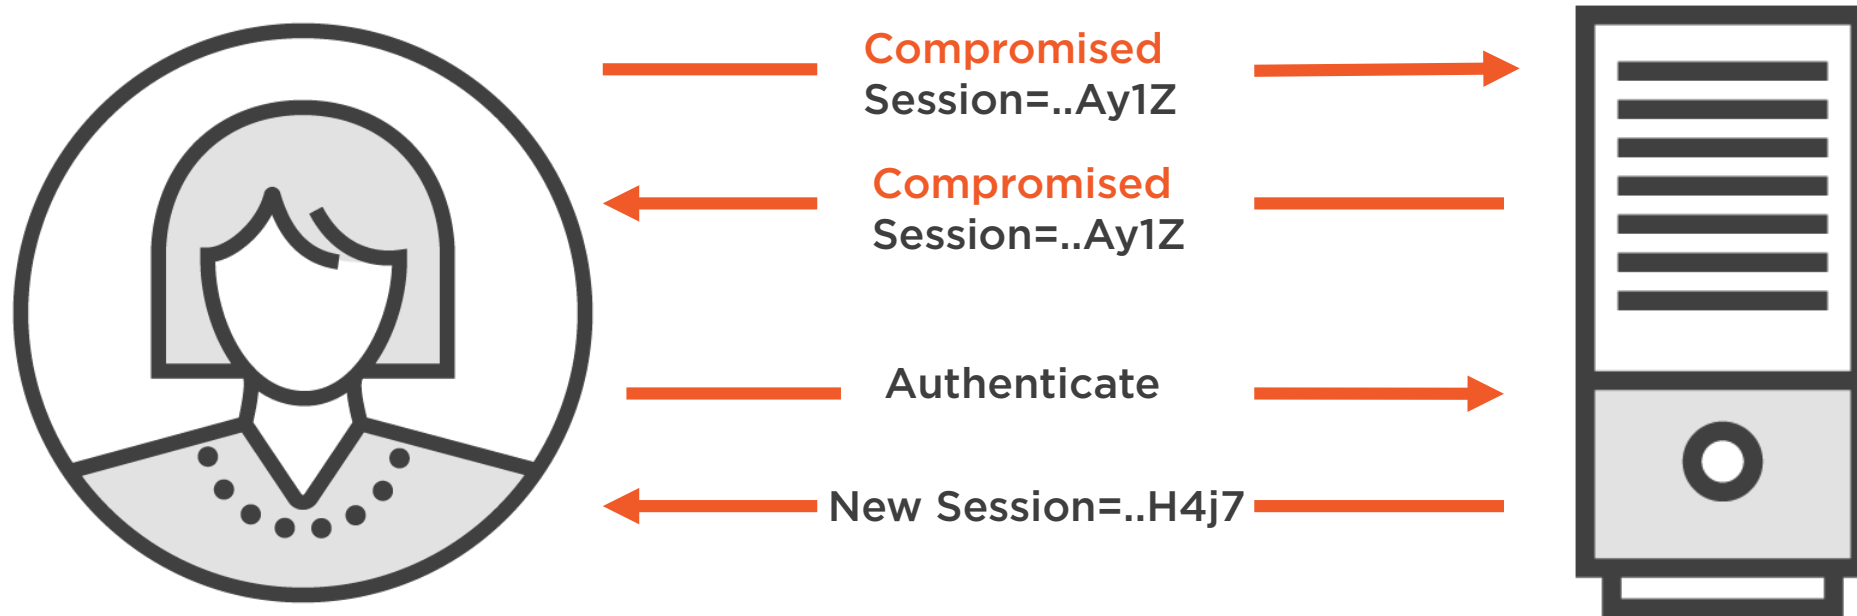 Compromised
Session=..Ay1Z
Compromised
Session=..Ay1Z
Authenticate
New Session=..H4j7